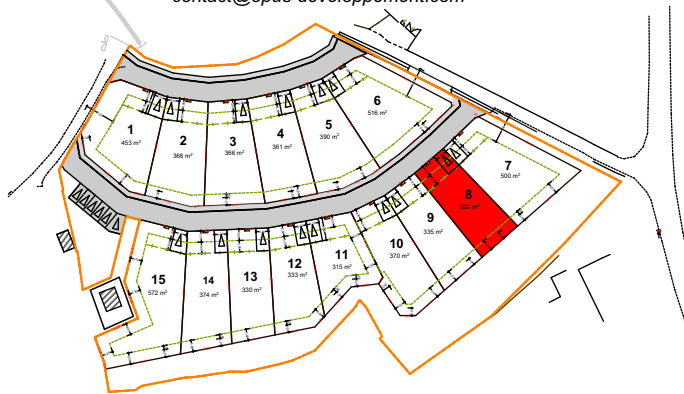 contact@opus-developpement.com
1
453 m²
2
368 m²
3
366 m²
4
361 m²
5
390 m²
6
516 m²
7
500 m²
8
9
335 m²
10
370 m²
11
315 m²
12
333 m²
13
330 m²
14
374 m²
15
572 m²